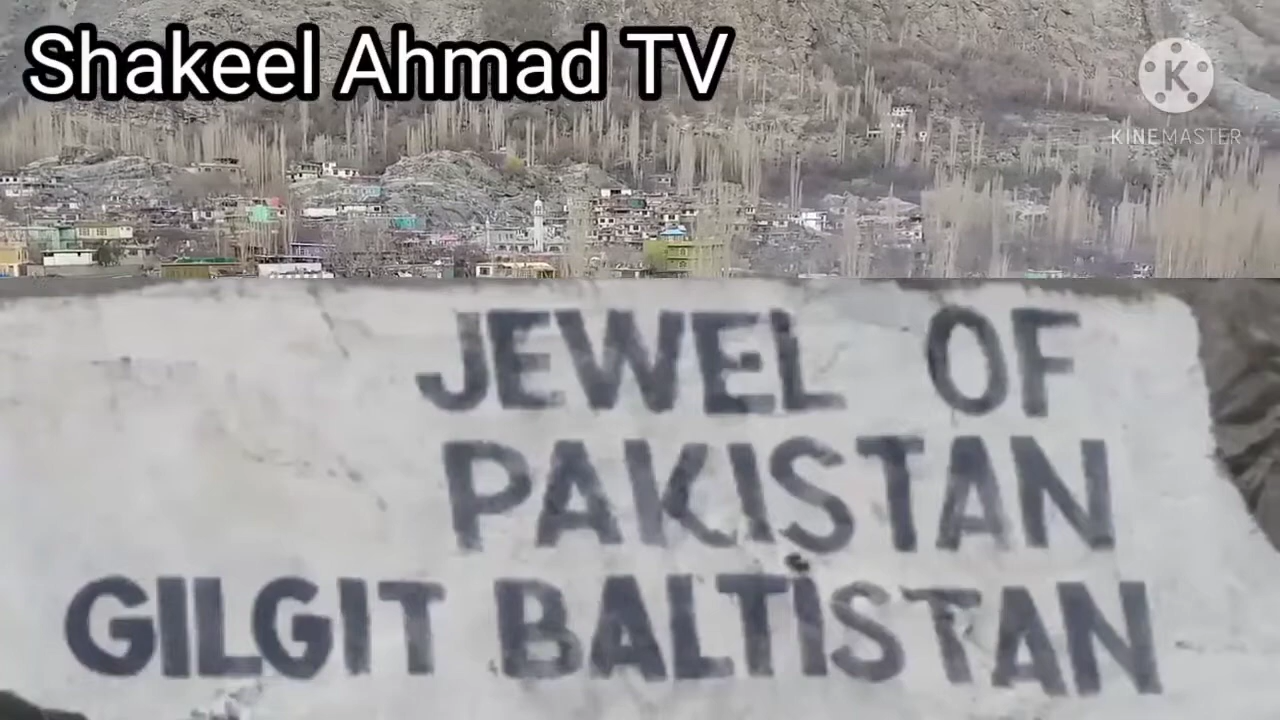 Shakeel Ahmad TV
K
KINEMASTER
JEWEL OF
PAKISTAN
GILGIT BALTISTAN